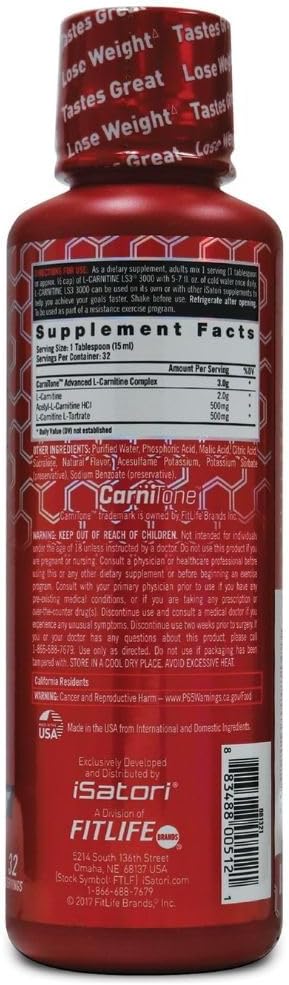 Tastes Great Tastes
Lose Weight Lose Weight
Tastes Great
Lose Weight Tastes
Great Lose
DIRECTIONS FOR USE: As a dietary supplement, adults mix 1 serving (1 tablespoon
or approx. ½ cap) of L-CARNITINE LS3® 3000 with 5-7 fl. oz. of cold water once a day.
L-CARNITINE LS3 3000 can be used on its own or with other iSatori supplements to
help you achieve your goals faster. Shake before use. Refrigerate after opening.
To be used as part of a resistance exercise program.
Supplement Facts
Serving Size: 1 Tablespoon (15 ml)
Servings Per Container: 32
Amount Per Serving %DV
CarniTone™ Advanced L-Carnitine Complex 3.0g *
L-Carnitine 2.0g *
Acetyl-L-Carnitine HCl 500mg *
L-Carnitine L-Tartrate 500mg *
* Daily Value (DV) not established
OTHER INGREDIENTS: Purified Water, Phosphoric Acid, Malic Acid, Citric Acid
Sucralose, Natural Flavor, Acesulfame Potassium, Potassium Sorbate
(preservative), Sodium Benzoate (preservative).
CarniTone™
CarniTone™ trademark is owned by FitLife Brands Inc.
WARNING: KEEP OUT OF REACH OF CHILDREN. Not intended for individuals
under the age of 18 unless instructed by a doctor. Do not use this product if you
are pregnant or nursing. Consult a physician or healthcare professional before
using this or any other dietary supplement or before beginning an exercise
program. Consult with your primary physician prior to use if you have any
pre-existing medical conditions, or if you are taking any prescription or
over-the-counter drug(s). Discontinue use and consult a medical doctor if you
experience any unusual symptoms. Discontinue use two weeks prior to surgery. If
you or your doctor has any questions about this product, please call
1-866-688-7679. Use only as directed. Do not use if packaging has been
tampered with. STORE IN A COOL DRY PLACE. AVOID EXCESSIVE HEAT.
California Residents
WARNING: Cancer and Reproductive Harm – www.P65Warnings.ca.gov/food
MADE IN
USA
Made in the USA from International and Domestic Ingredients.
Exclusively Developed
and Distributed by
iSatori®
A Division of
FITLIFE BRANDS
5214 South 136th Street
Omaha, NE 68137 USA
(Stock Symbol: FTLF) iSatori.com
1-866-688-7679
© 2017 FitLife Brands,® Inc.
32
8 83488 00512 1